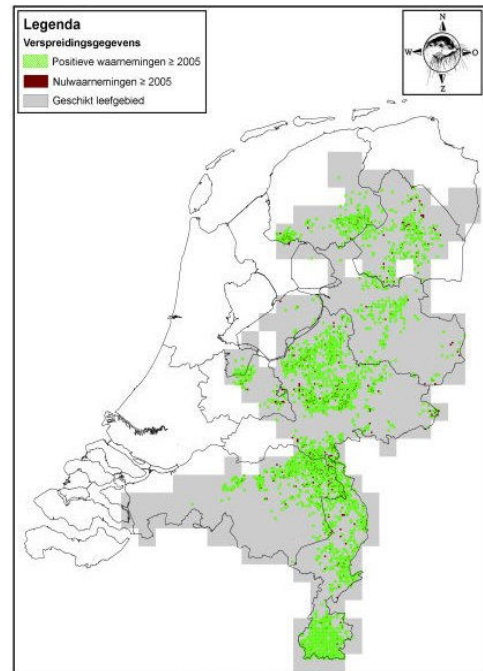 Legenda
Verspreidingsgegevens
Positieve waarnemingen ≥ 2005
Nulwaarnemingen ≥ 2005
Geschikt leefgebied
N
W
O
Z